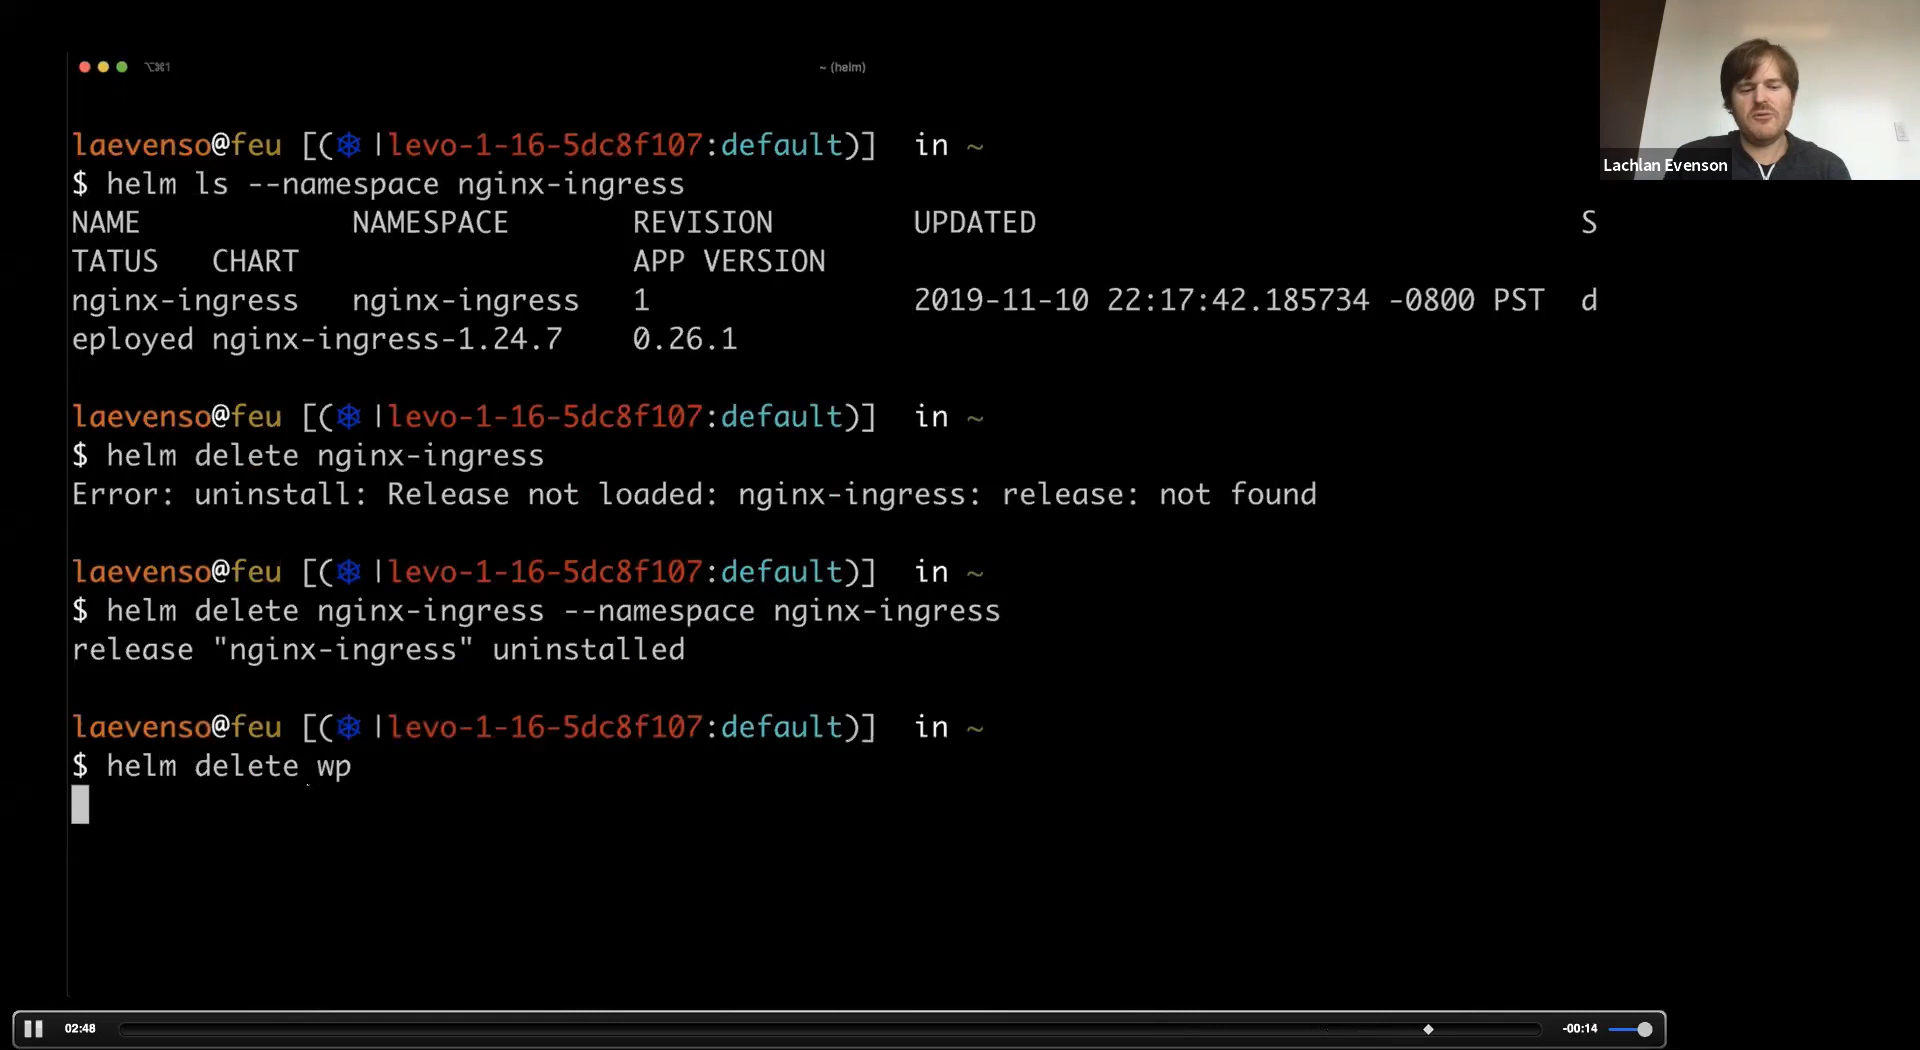 ⌥⌘1
~ (helm)
laevenso@feu [(⎈ |levo-1-16-5dc8f107:default)]  in ~
$ helm ls --namespace nginx-ingress
NAME NAMESPACE REVISION UPDATED S
TATUS CHART APP VERSION
nginx-ingress nginx-ingress 1 2019-11-10 22:17:42.185734 -0800 PST d
eployed nginx-ingress-1.24.7 0.26.1
laevenso@feu [(⎈ |levo-1-16-5dc8f107:default)]  in ~
$ helm delete nginx-ingress
Error: uninstall: Release not loaded: nginx-ingress: release: not found
laevenso@feu [(⎈ |levo-1-16-5dc8f107:default)]  in ~
$ helm delete nginx-ingress --namespace nginx-ingress
release "nginx-ingress" uninstalled
laevenso@feu [(⎈ |levo-1-16-5dc8f107:default)]  in ~
$ helm delete wp
Lachlan Evenson
02:48
-00:14